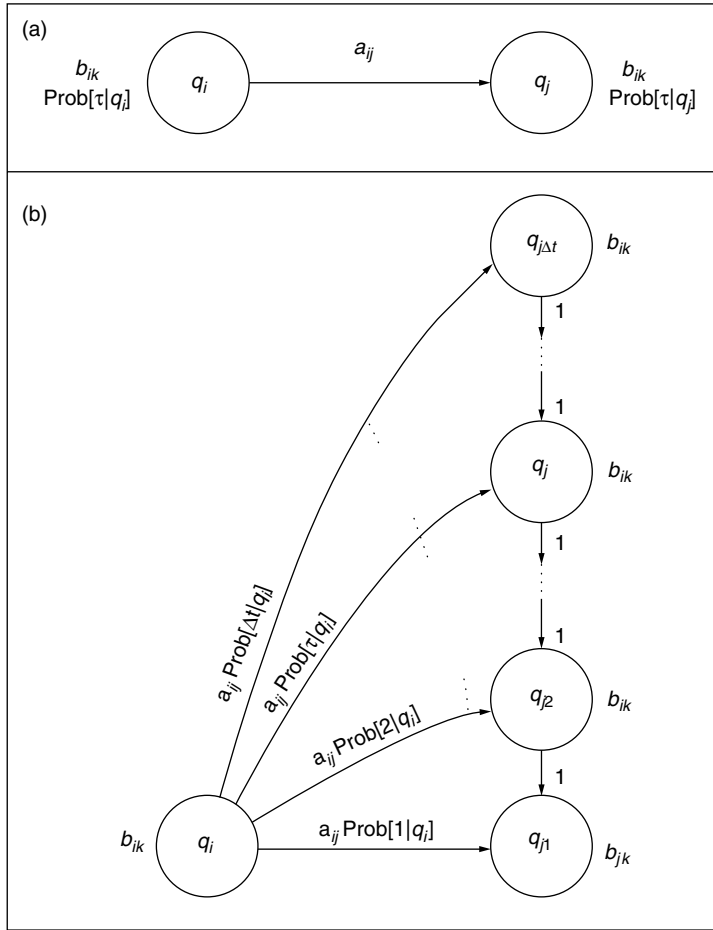 (a)
a_ij
b_ik
Prob[τ|q_i]
q_i
q_j
b_ik
Prob[τ|q_j]
(b)
q_jΔt
b_ik
1
1
q_j
b_ik
1
1
a_ij Prob[Δt|q_i]
a_ij Prob[τ|q_i]
a_ij Prob[2|q_i]
q_j2
b_ik
1
b_ik
q_i
a_ij Prob[1|q_i]
q_j1
b_jk